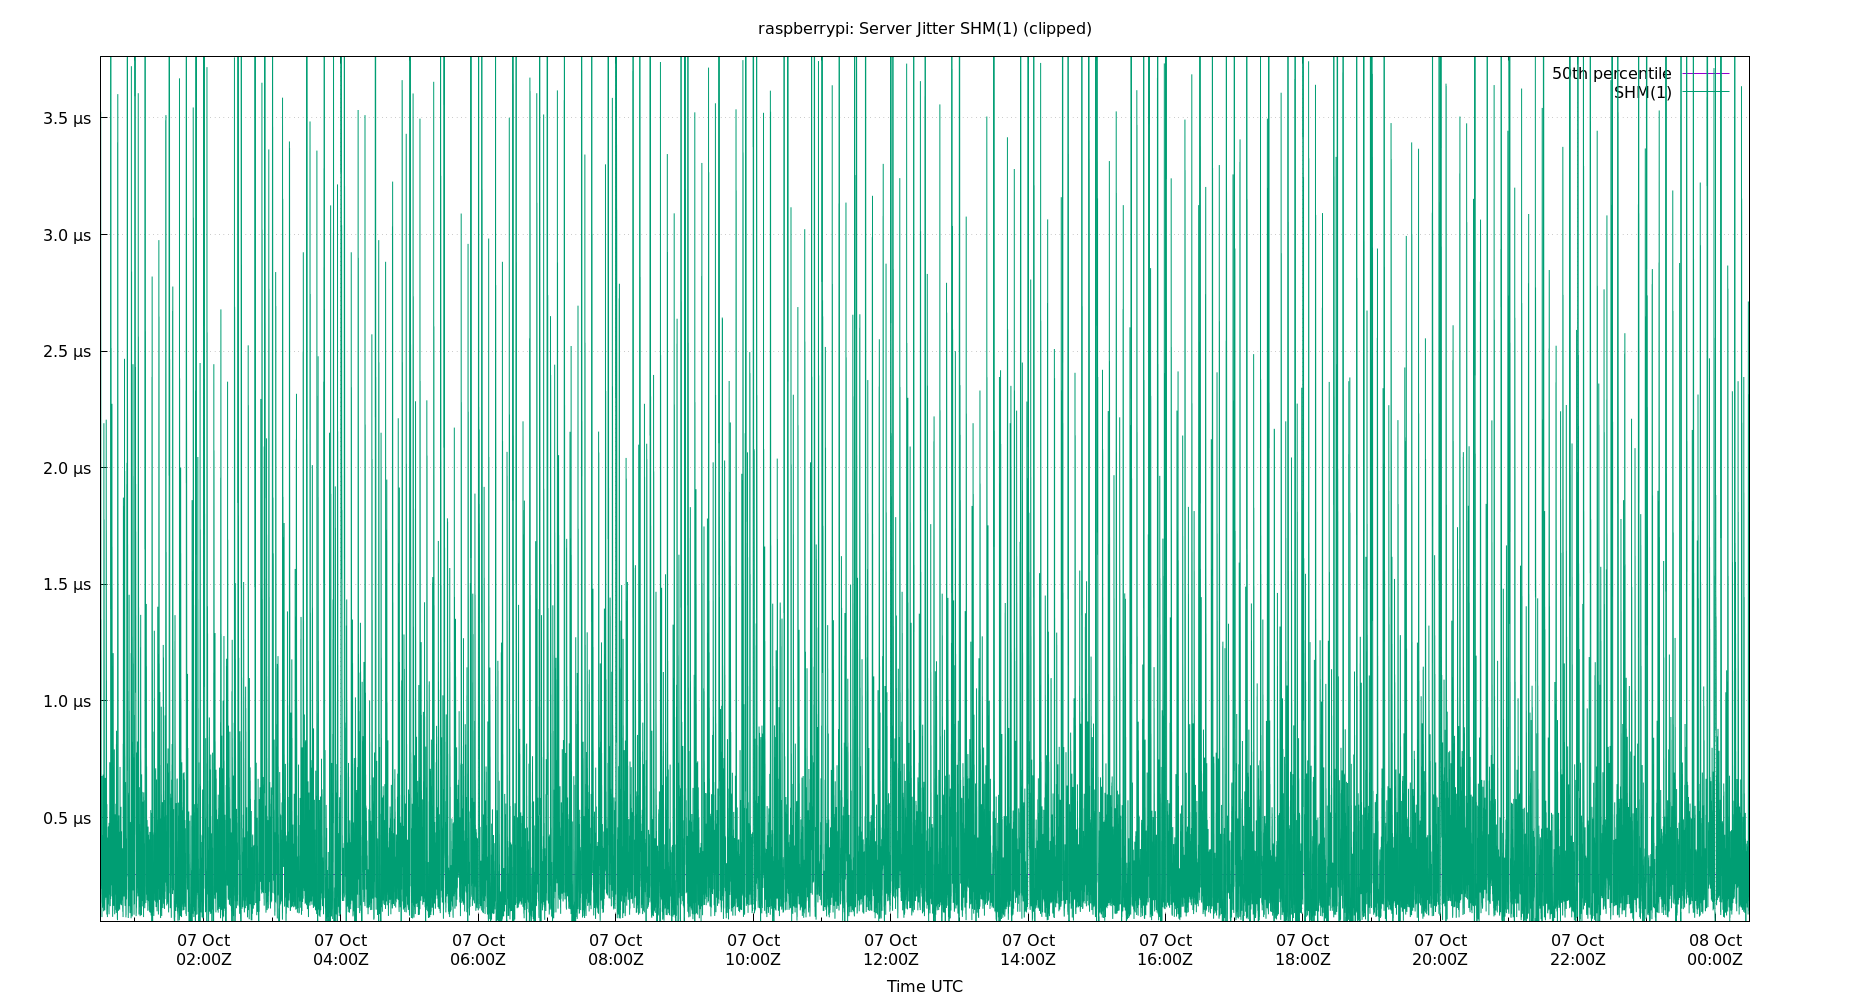 raspberrypi: Server Jitter SHM(1) (clipped)
50th percentile
SHM(1)
3.5 µs
3.0 µs
2.5 µs
2.0 µs
1.5 µs
1.0 µs
0.5 µs
07 Oct 07 Oct 07 Oct 07 Oct 07 Oct 07 Oct 07 Oct 07 Oct 07 Oct 07 Oct 07 Oct 08 Oct
02:00Z 04:00Z 06:00Z 08:00Z 10:00Z 12:00Z 14:00Z 16:00Z 18:00Z 20:00Z 22:00Z 00:00Z
Time UTC